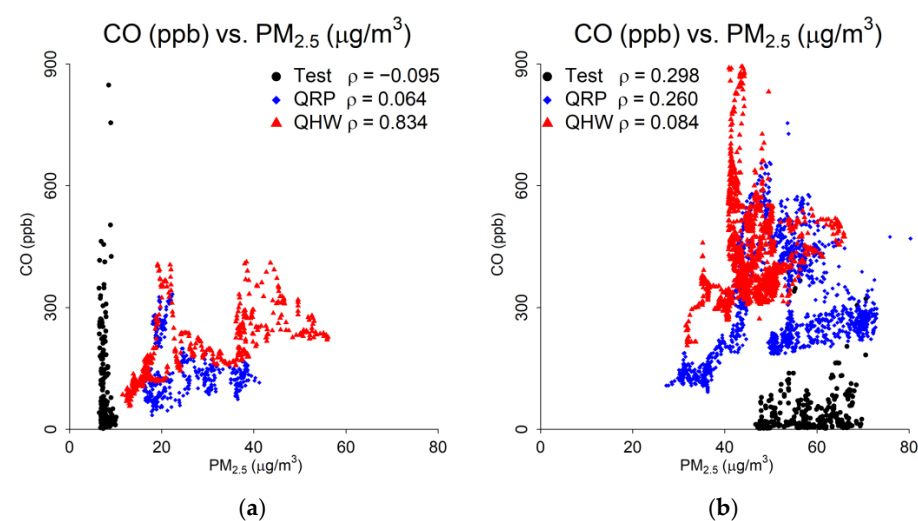 CO (ppb) vs. PM2.5 (μg/m3)
Test ρ = −0.095
QRP ρ = 0.064
QHW ρ = 0.834
CO (ppb)
900
600
300
0
0 20 40 60 80
PM2.5 (μg/m3)
(a)
CO (ppb) vs. PM2.5 (μg/m3)
Test ρ = 0.298
QRP ρ = 0.260
QHW ρ = 0.084
CO (ppb)
900
600
300
0
0 20 40 60 80
PM2.5 (μg/m3)
(b)